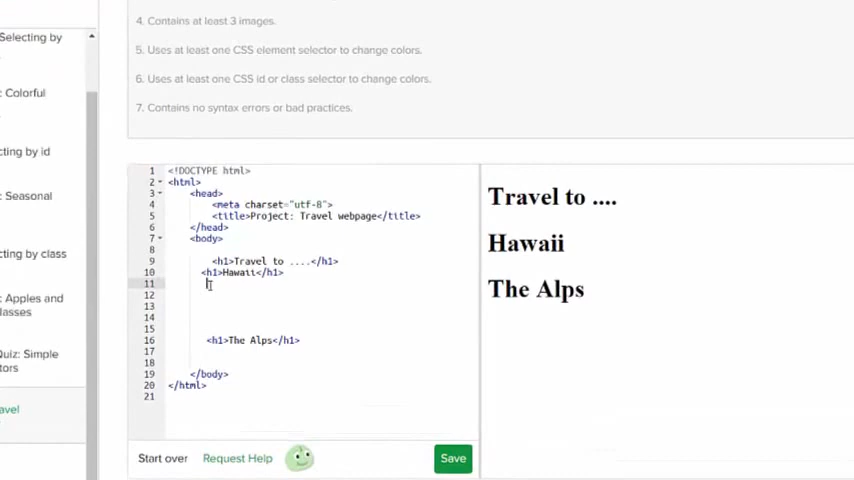 Selecting by
: Colorful
cting by id
: Seasonal
cting by class
: Apples and
lasses
Quiz: Simple
tors
avel
4. Contains at least 3 images.
5. Uses at least one CSS element selector to change colors.
6. Uses at least one CSS id or class selector to change colors.
7. Contains no syntax errors or bad practices.
1 <!DOCTYPE html>
2 <html>
3 <head>
4 <meta charset="utf-8">
5 <title>Project: Travel webpage</title>
6 </head>
7 <body>
8
9 <h1>Travel to ....</h1>
10 <h1>Hawaii</h1>
11
12
13
14
15
16 <h1>The Alps</h1>
17
18
19 </body>
20 </html>
21
Travel to ....
Hawaii
The Alps
Start over Request Help Save